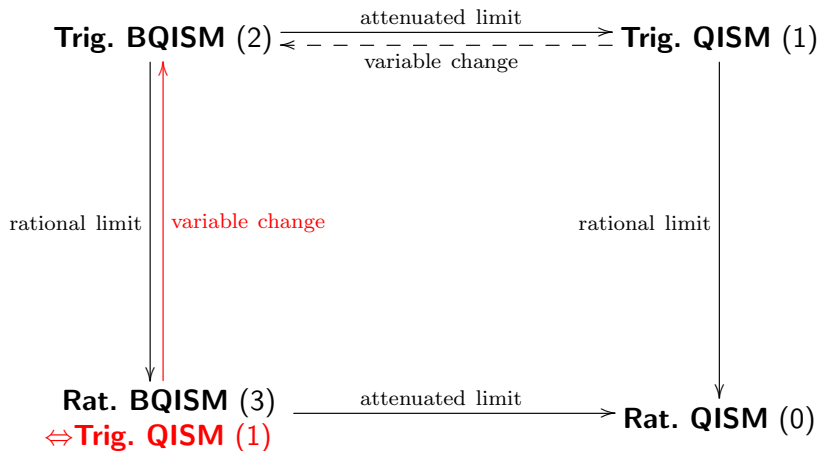 attenuated limit
Trig. BQISM (2)
Trig. QISM (1)
variable change
rational limit
variable change
rational limit
Rat. BQISM (3)
attenuated limit
Rat. QISM (0)
⇔Trig. QISM (1)